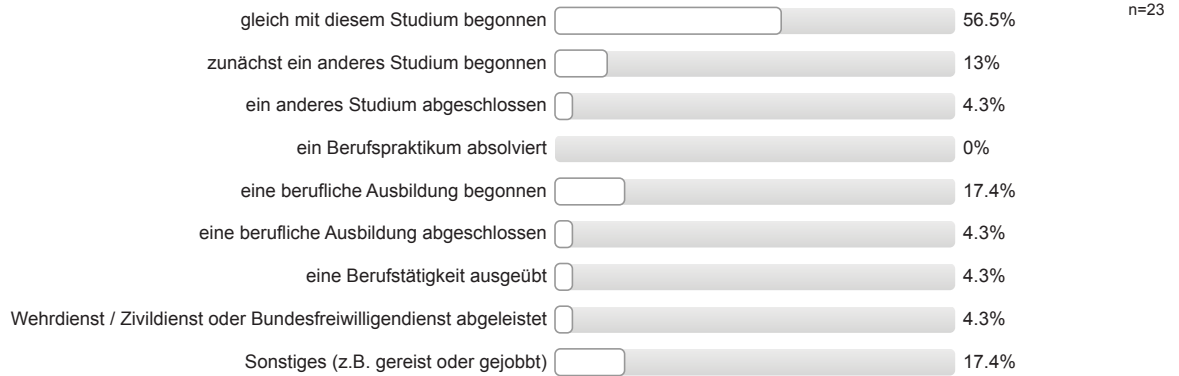 gleich mit diesem Studium begonnen 56.5% n=23
zunächst ein anderes Studium begonnen 13%
ein anderes Studium abgeschlossen 4.3%
ein Berufspraktikum absolviert 0%
eine berufliche Ausbildung begonnen 17.4%
eine berufliche Ausbildung abgeschlossen 4.3%
eine Berufstätigkeit ausgeübt 4.3%
Wehrdienst / Zivildienst oder Bundesfreiwilligendienst abgeleistet 4.3%
Sonstiges (z.B. gereist oder gejobbt) 17.4%